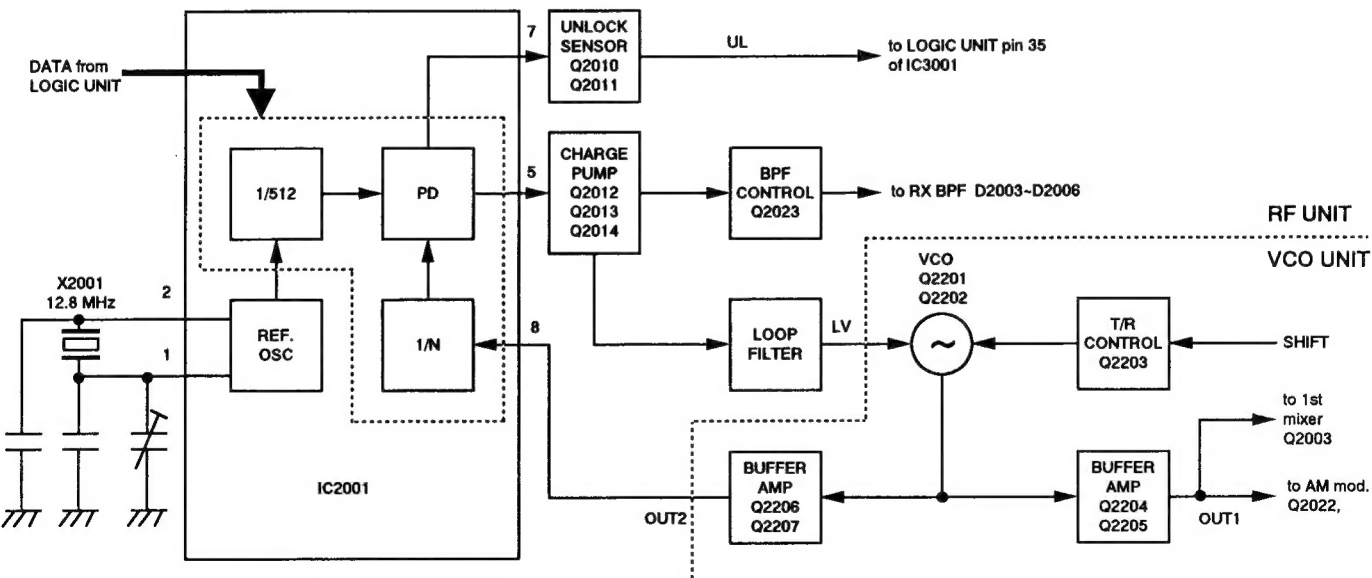 DATA from
LOGIC UNIT
7
UNLOCK
SENSOR
Q2010
Q2011
UL
to LOGIC UNIT pin 35
of IC3001
1/512
PD
5
CHARGE
PUMP
Q2012
Q2013
Q2014
BPF
CONTROL
Q2023
to RX BPF D2003~D2006
RF UNIT
VCO UNIT
X2001
12.8 MHz
2
1
REF.
OSC
1/N
8
LOOP
FILTER
LV
VCO
Q2201
Q2202
~
T/R
CONTROL
Q2203
SHIFT
to 1st
mixer
Q2003
IC2001
OUT2
BUFFER
AMP
Q2206
Q2207
BUFFER
AMP
Q2204
Q2205
OUT1
to AM mod.
Q2022,